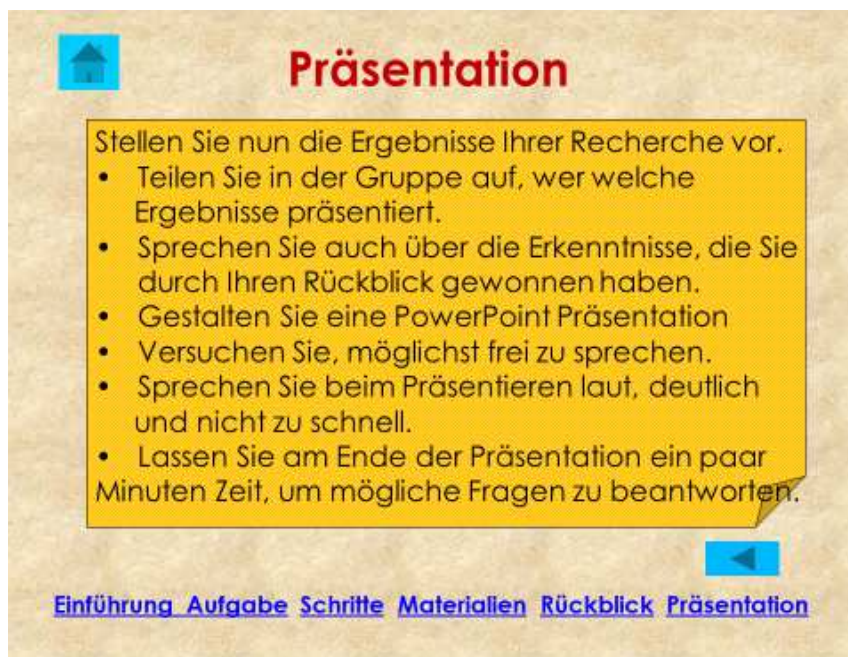 Präsentation
Stellen Sie nun die Ergebnisse Ihrer Recherche vor.
• Teilen Sie in der Gruppe auf, wer welche
Ergebnisse präsentiert.
• Sprechen Sie auch über die Erkenntnisse, die Sie
durch Ihren Rückblick gewonnen haben.
• Gestalten Sie eine PowerPoint Präsentation
• Versuchen Sie, möglichst frei zu sprechen.
• Sprechen Sie beim Präsentieren laut, deutlich
und nicht zu schnell.
• Lassen Sie am Ende der Präsentation ein paar
Minuten Zeit, um mögliche Fragen zu beantworten.
Einführung Aufgabe Schritte Materialien Rückblick Präsentation